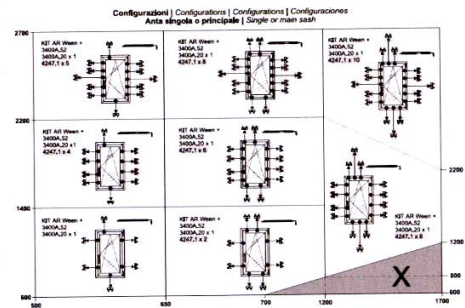 Configurazioni | Configurations | Configurations | Configuraciones
Anta singola o principale | Single or main sash
2700
KIT AR Ween +
3400A,52
3400A,20 x 1
4247,1 x 5
KIT AR Ween +
3400A,52
3400A,20 x 1
4247,1 x 8
KIT AR Ween +
3400A,52
3400A,20 x 1
4247,1 x 10
2200
KIT AR Ween +
3400A,52
3400A,20 x 1
4247,1 x 4
KIT AR Ween +
3400A,52
3400A,20 x 1
4247,1 x 6
2200
1400
KIT AR Ween +
3400A,52
3400A,20 x 1
KIT AR Ween +
3400A,52
3400A,20 x 1
4247,1 x 2
KIT AR Ween +
3400A,52
3400A,20 x 1
4247,1 x 8
1200
X
800
600
600
500
650
700
1200
1700